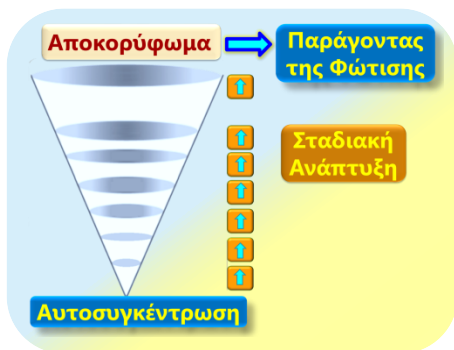 Αποκορύφωμα
Παράγοντας
της Φώτισης
Σταδιακή
Ανάπτυξη
Αυτοσυγκέντρωση